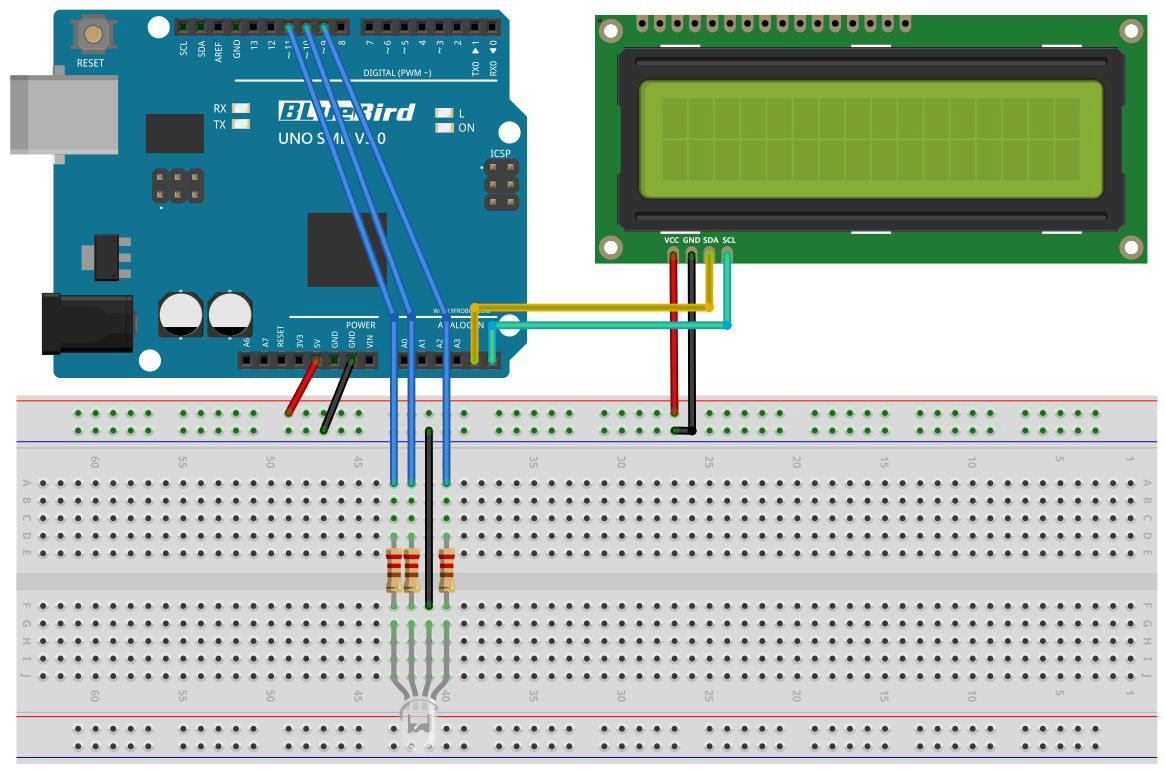 SCL SDA AREF GND 13 12 ~11 ~10 ~9 8 7 ~6 ~5 4 ~3 2 TX0 ▶ 1 RX0 ◀ 0
RESET
DIGITAL (PWM ~)
RX
TX
L
ON
BLUeBird
UNO SMD V3.0
ICSP
VCC GND SDA SCL
POWER
ANALOG IN
A6 A7 RESET 3V3 5V GND GND VIN A0 A1 A2 A3
60 55 50 45 35 30 25 20 15 10 5 1
A A
B B
C C
D D
E E
F F
G G
H H
I I
J J
60 55 50 45 40 35 30 25 20 15 10 5 1